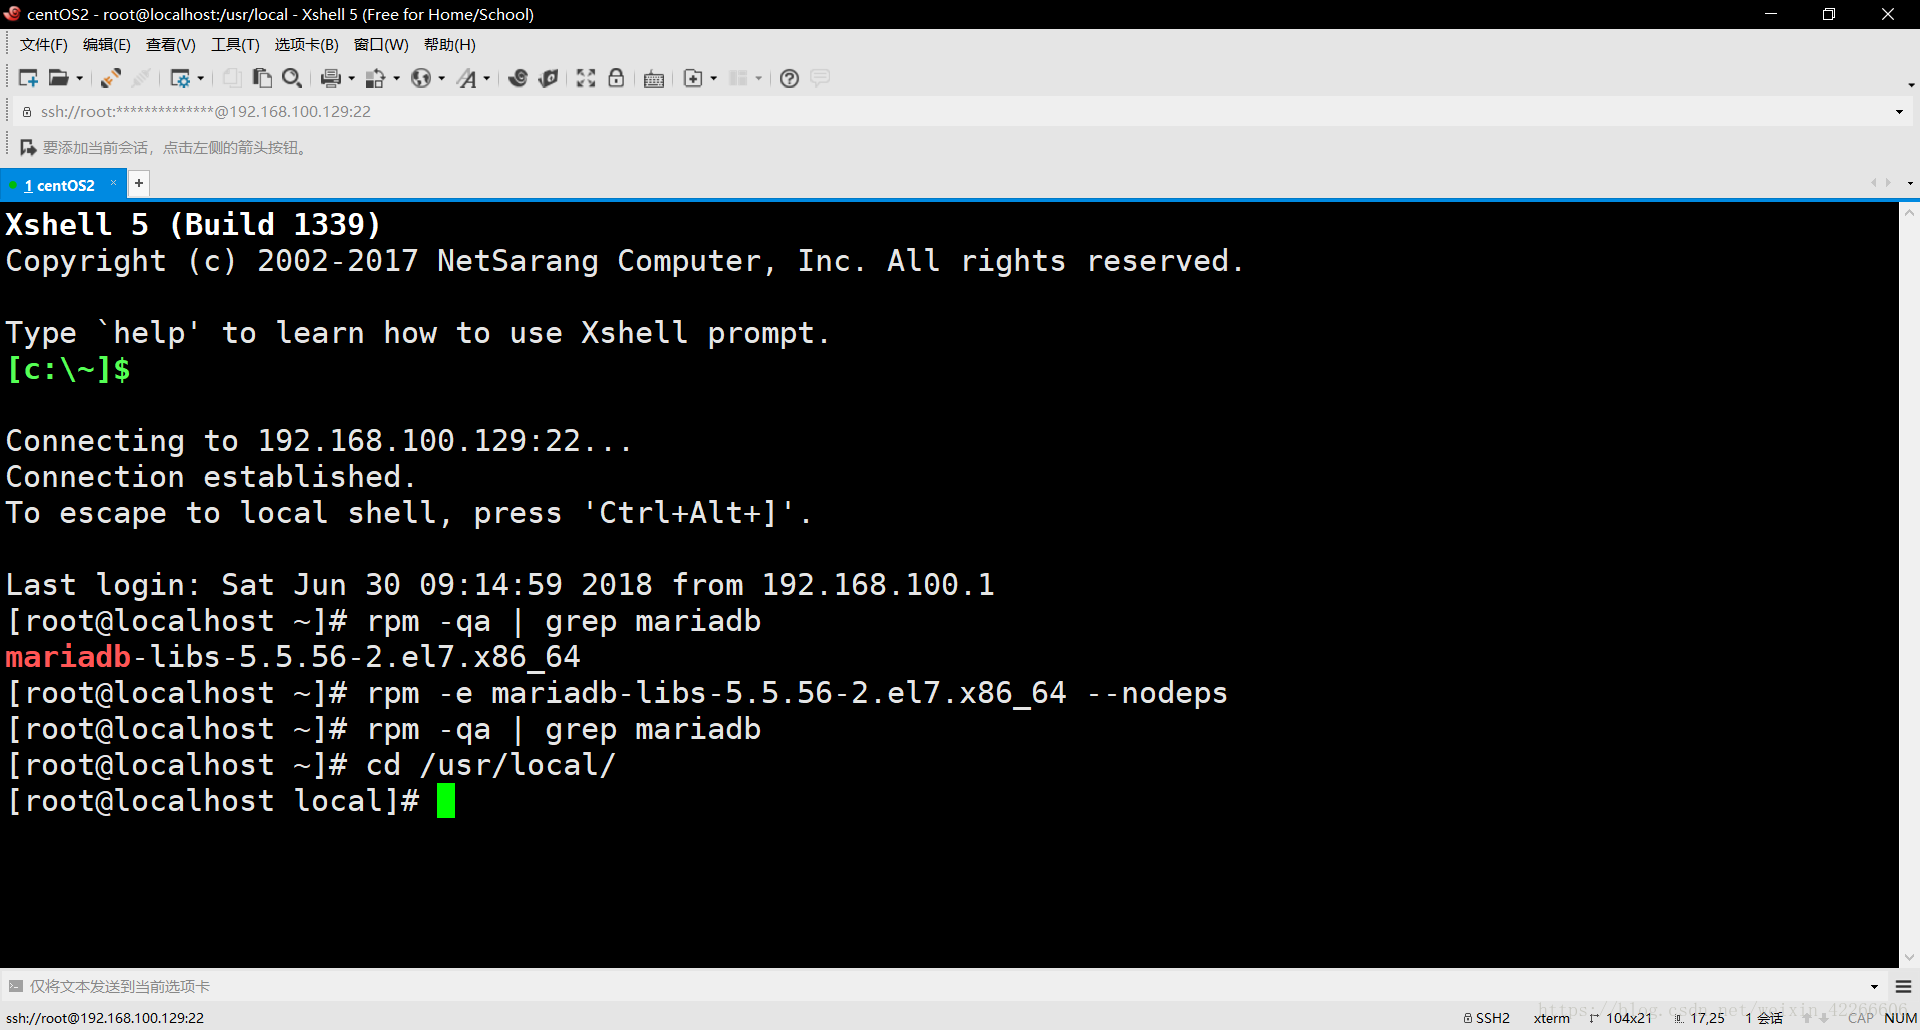 centOS2 - root@localhost:/usr/local - Xshell 5 (Free for Home/School)
文件(F) 编辑(E) 查看(V) 工具(T) 选项卡(B) 窗口(W) 帮助(H)
ssh://root:**************@192.168.100.129:22
要添加当前会话，点击左侧的箭头按钮。
1 centOS2 × +
Xshell 5 (Build 1339)
Copyright (c) 2002-2017 NetSarang Computer, Inc. All rights reserved.
Type `help' to learn how to use Xshell prompt.
[c:\~]$
Connecting to 192.168.100.129:22...
Connection established.
To escape to local shell, press 'Ctrl+Alt+]'.
Last login: Sat Jun 30 09:14:59 2018 from 192.168.100.1
[root@localhost ~]# rpm -qa | grep mariadb
mariadb-libs-5.5.56-2.el7.x86_64
[root@localhost ~]# rpm -e mariadb-libs-5.5.56-2.el7.x86_64 --nodeps
[root@localhost ~]# rpm -qa | grep mariadb
[root@localhost ~]# cd /usr/local/
[root@localhost local]#
仅将文本发送到当前选项卡
https://blog.csdn.net/weixin_42266606
ssh://root@192.168.100.129:22 SSH2 xterm 104x21 17,25 1 会话 CAP NUM